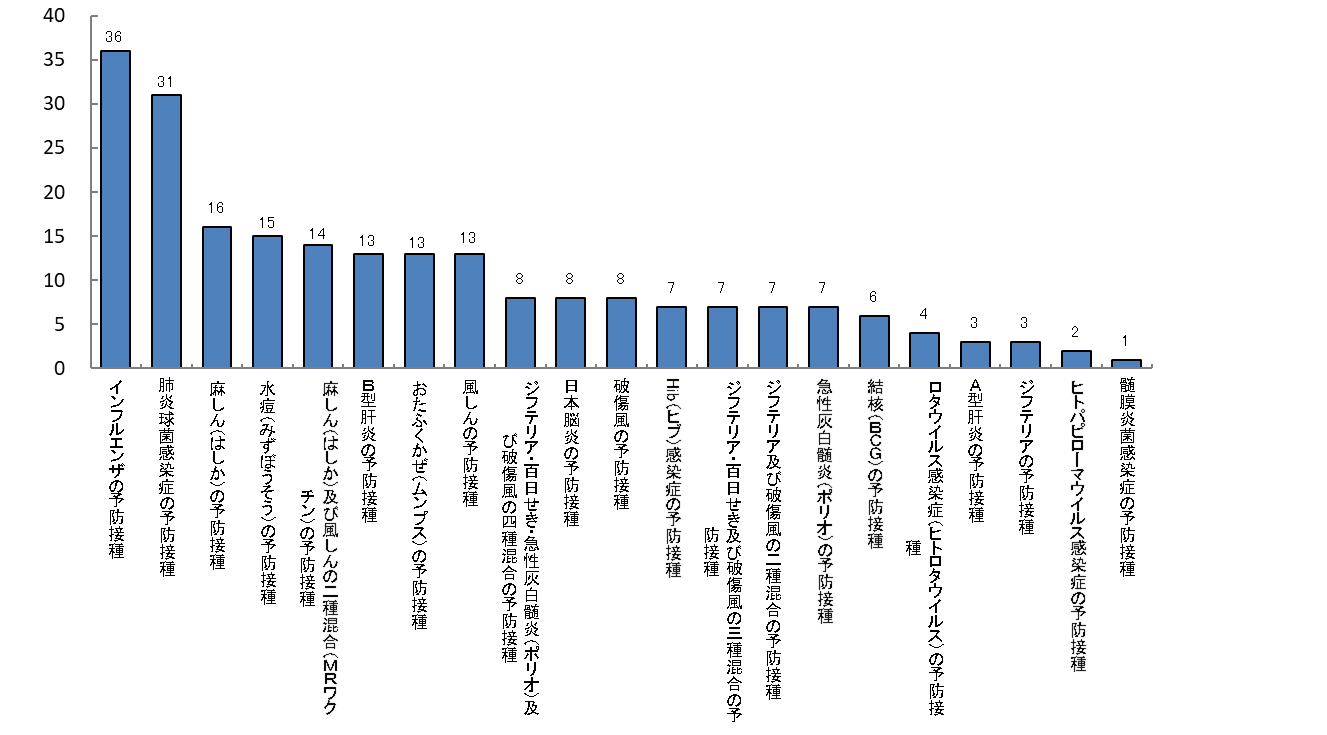 40
35
30
25
20
15
10
5
0
36
31
16
15
14
13
13
13
8
8
8
7
7
7
7
6
4
3
3
2
1
インフルエンザの予防接種
肺炎球菌感染症の予防接種
麻しん（はしか）の予防接種
水痘（みずぼうそう）の予防接種
麻しん（はしか）及び風しんの二種混合（ＭＲワク
チン）の予防接種
Ｂ型肝炎の予防接種
おたふくかぜ（ムンプス）の予防接種
風しんの予防接種
ジフテリア・百日せき・急性灰白髄炎（ポリオ）及
び破傷風の四種混合の予防接種
日本脳炎の予防接種
破傷風の予防接種
Hib（ヒブ）感染症の予防接種
ジフテリア・百日せき及び破傷風の三種混合の予
防接種
ジフテリア及び破傷風の二種混合の予防接種
急性灰白髄炎（ポリオ）の予防接種
結核（ＢＣＧ）の予防接種
ロタウイルス感染症（ヒトロタウイルス）の予防接
種
Ａ型肝炎の予防接種
ジフテリアの予防接種
ヒトパピローマウイルス感染症の予防接種
髄膜炎菌感染症の予防接種